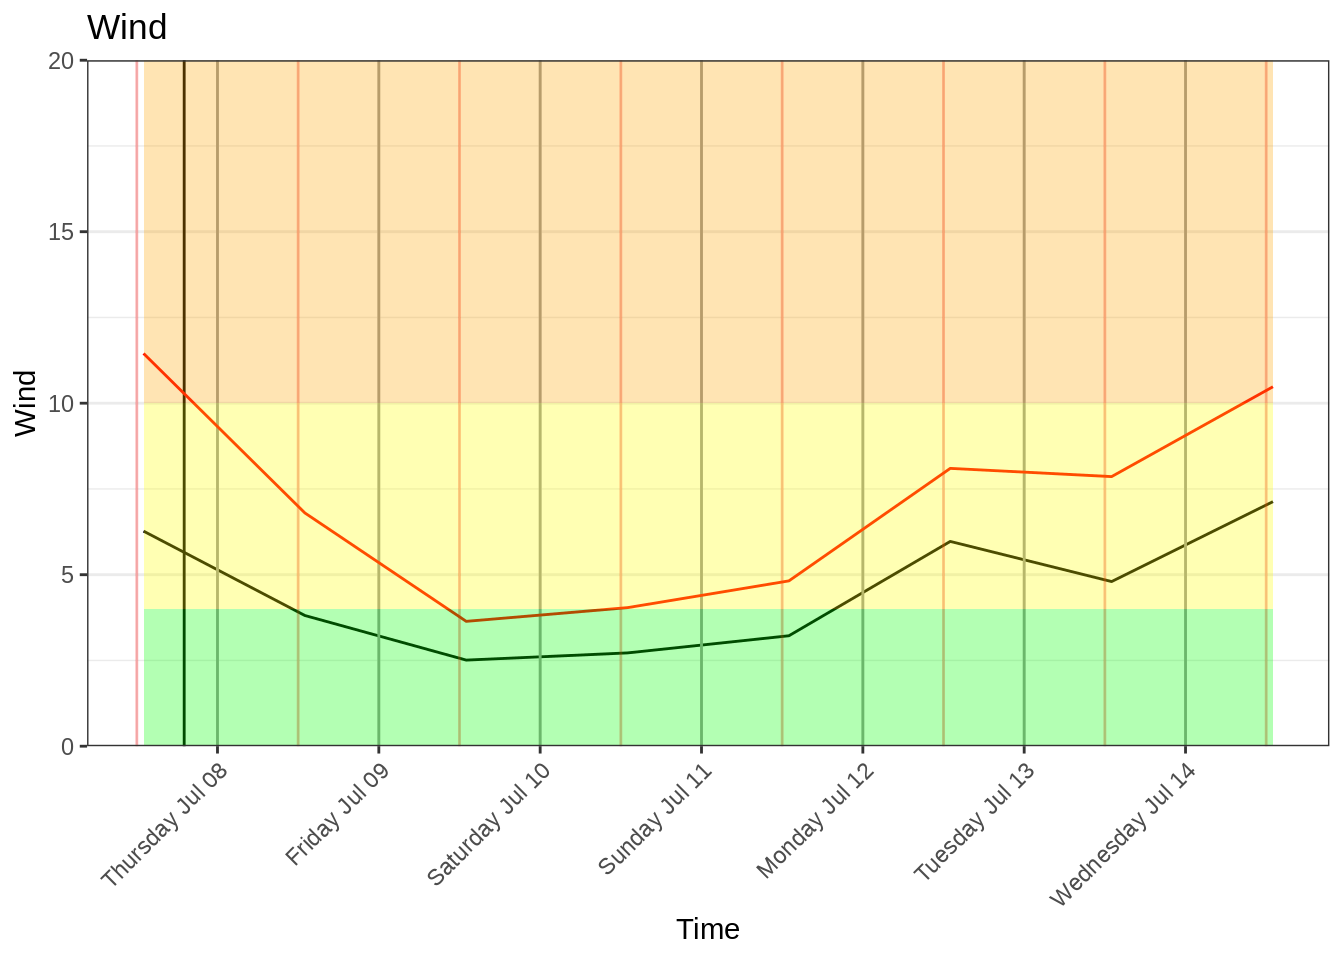 Wind
20
15
10
5
0
Wind
Thursday Jul 08
Friday Jul 09
Saturday Jul 10
Sunday Jul 11
Monday Jul 12
Tuesday Jul 13
Wednesday Jul 14
Time